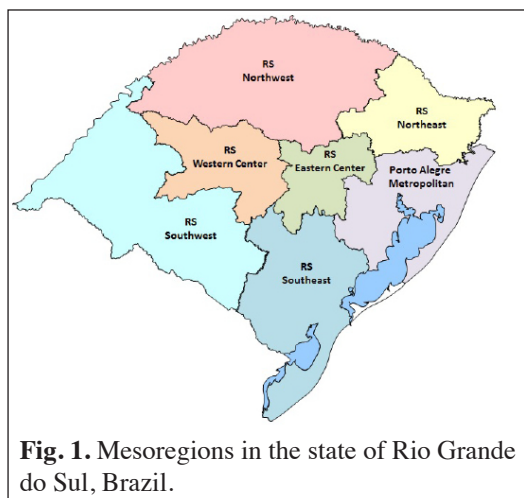 RS
Northwest
RS
Northeast
RS
Western Center
RS
Eastern Center
Porto Alegre
Metropolitan
RS
Southwest
RS
Southeast
Fig. 1. Mesoregions in the state of Rio Grande
do Sul, Brazil.